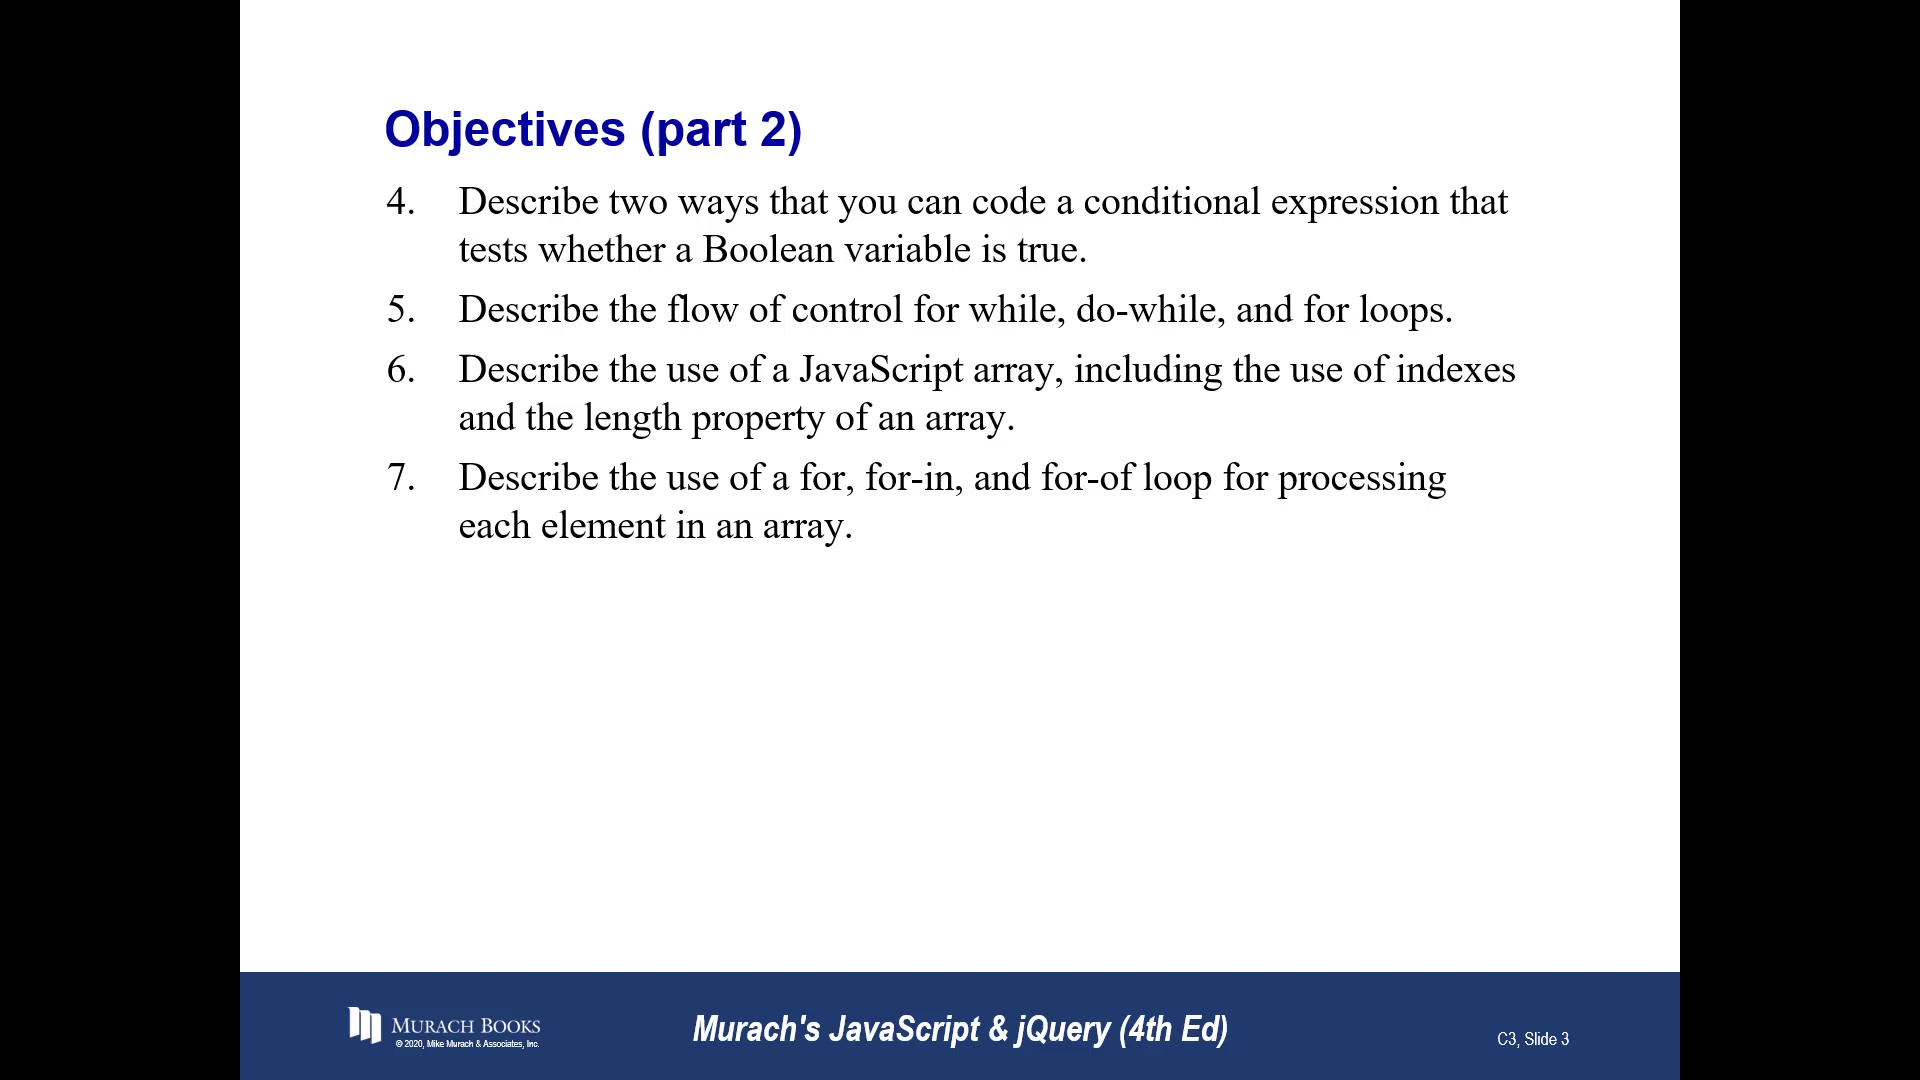 Objectives (part 2)
4. Describe two ways that you can code a conditional expression that
tests whether a Boolean variable is true.
5. Describe the flow of control for while, do-while, and for loops.
6. Describe the use of a JavaScript array, including the use of indexes
and the length property of an array.
7. Describe the use of a for, for-in, and for-of loop for processing
each element in an array.
MURACH BOOKS
© 2020, Mike Murach & Associates, Inc.
Murach's JavaScript & jQuery (4th Ed)
C3, Slide 3